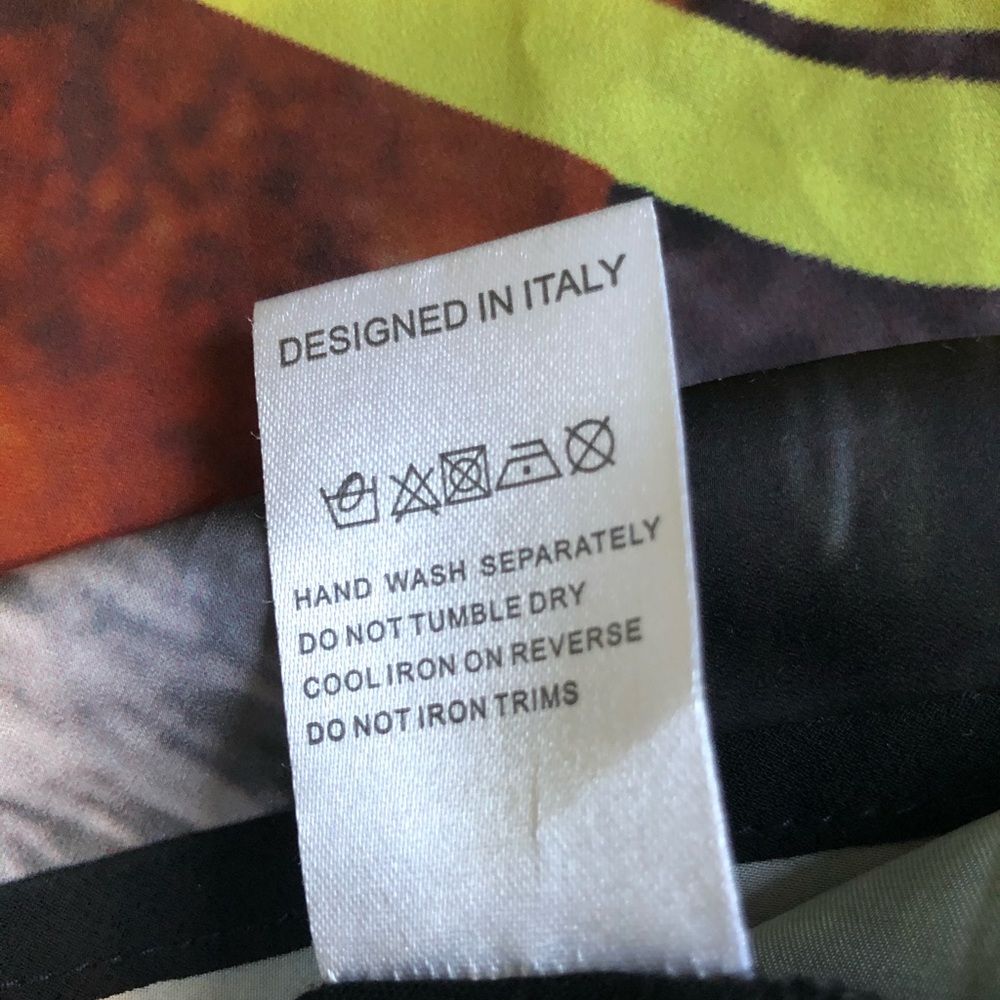 DESIGNED IN ITALY
HAND WASH SEPARATELY
DO NOT TUMBLE DRY
COOL IRON ON REVERSE
DO NOT IRON TRIMS